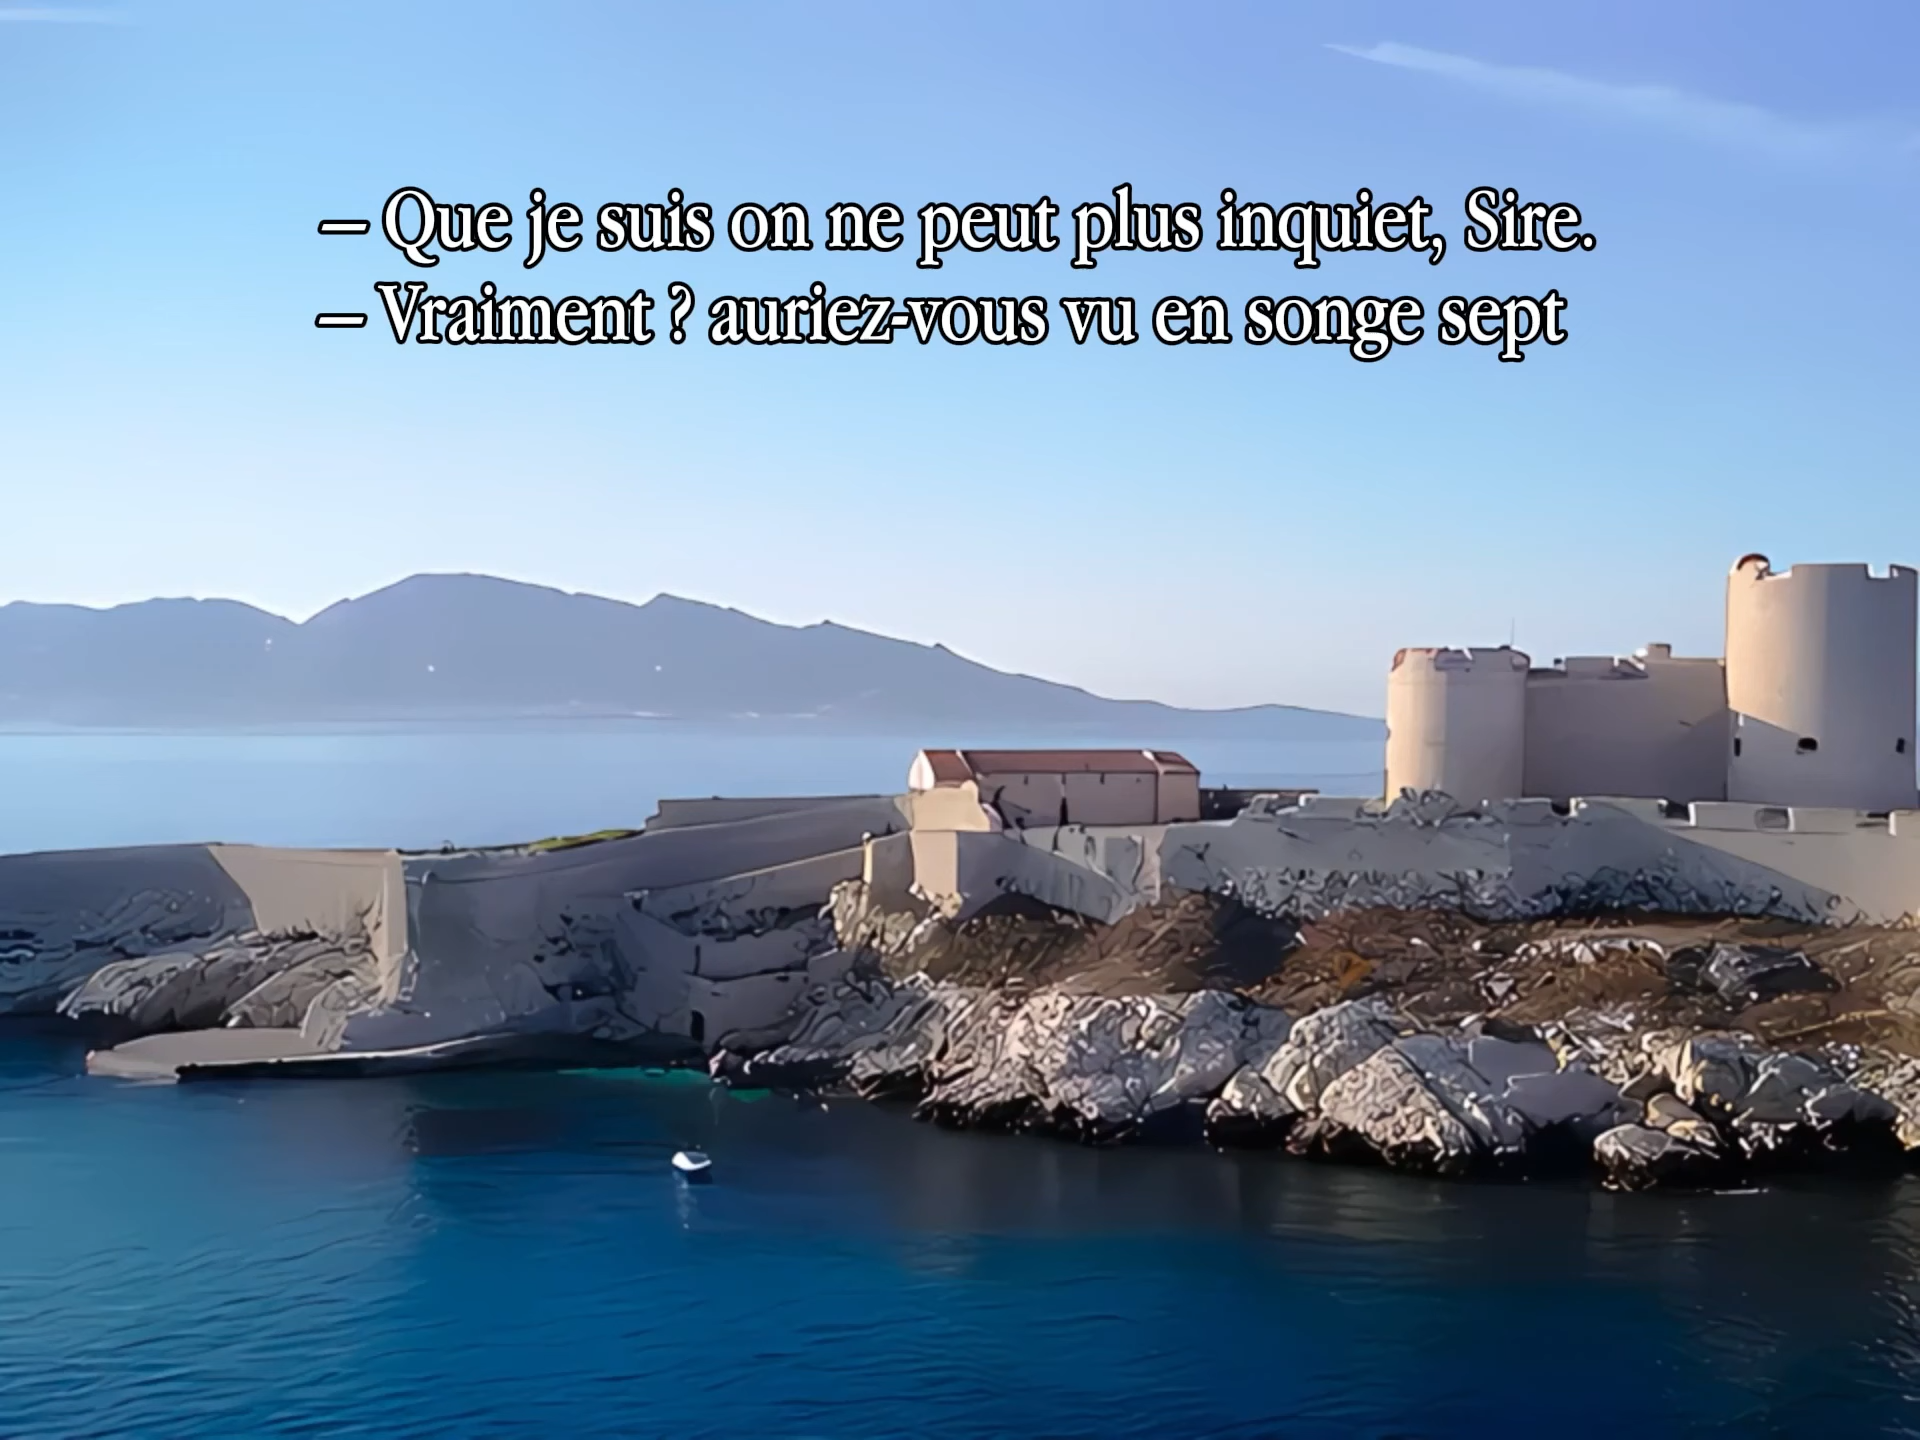 – Que je suis on ne peut plus inquiet, Sire.
– Vraiment ? auriez-vous vu en songe sept